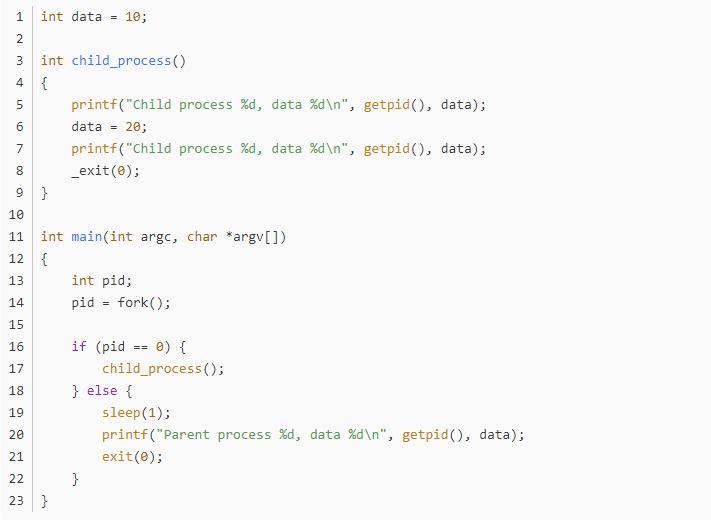 1 int data = 10;
2
3 int child_process()
4 {
5     printf("Child process %d, data %d\n", getpid(), data);
6     data = 20;
7     printf("Child process %d, data %d\n", getpid(), data);
8     _exit(0);
9 }
10
11 int main(int argc, char *argv[])
12 {
13     int pid;
14     pid = fork();
15
16     if (pid == 0) {
17         child_process();
18     } else {
19         sleep(1);
20         printf("Parent process %d, data %d\n", getpid(), data);
21         exit(0);
22     }
23 }